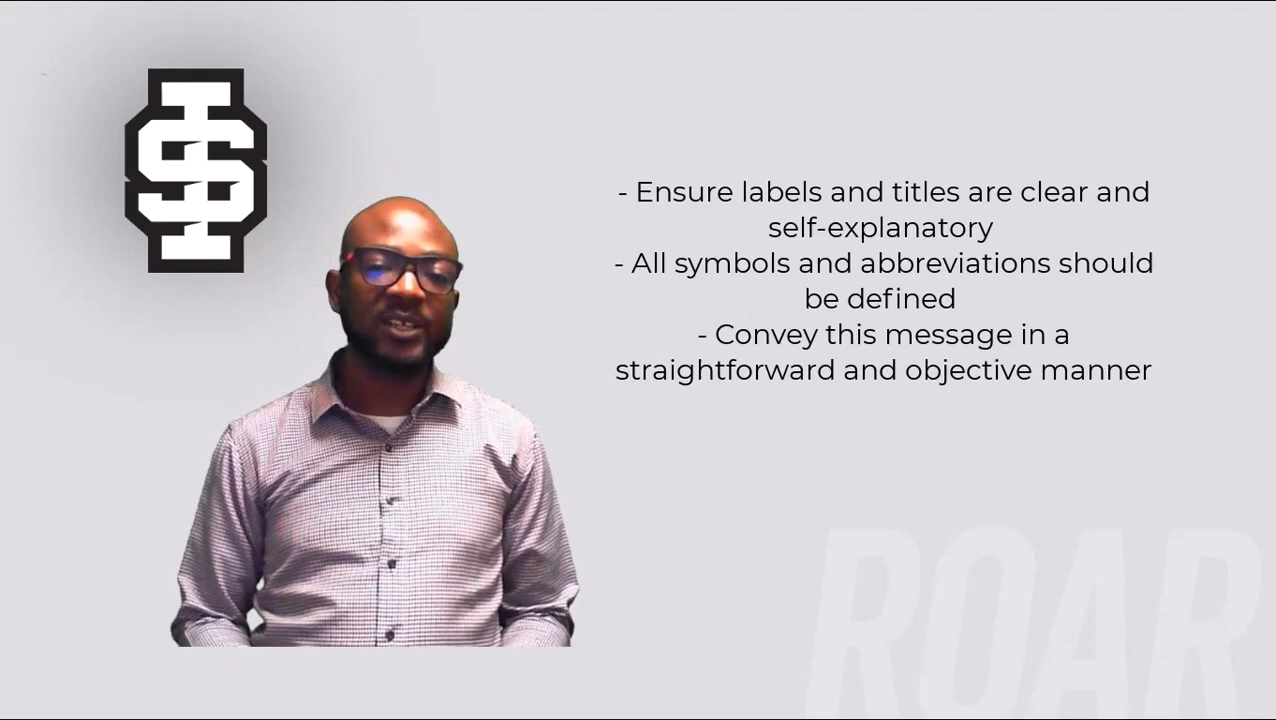 IS
- Ensure labels and titles are clear and
self-explanatory
- All symbols and abbreviations should
be defined
- Convey this message in a
straightforward and objective manner
ROAR